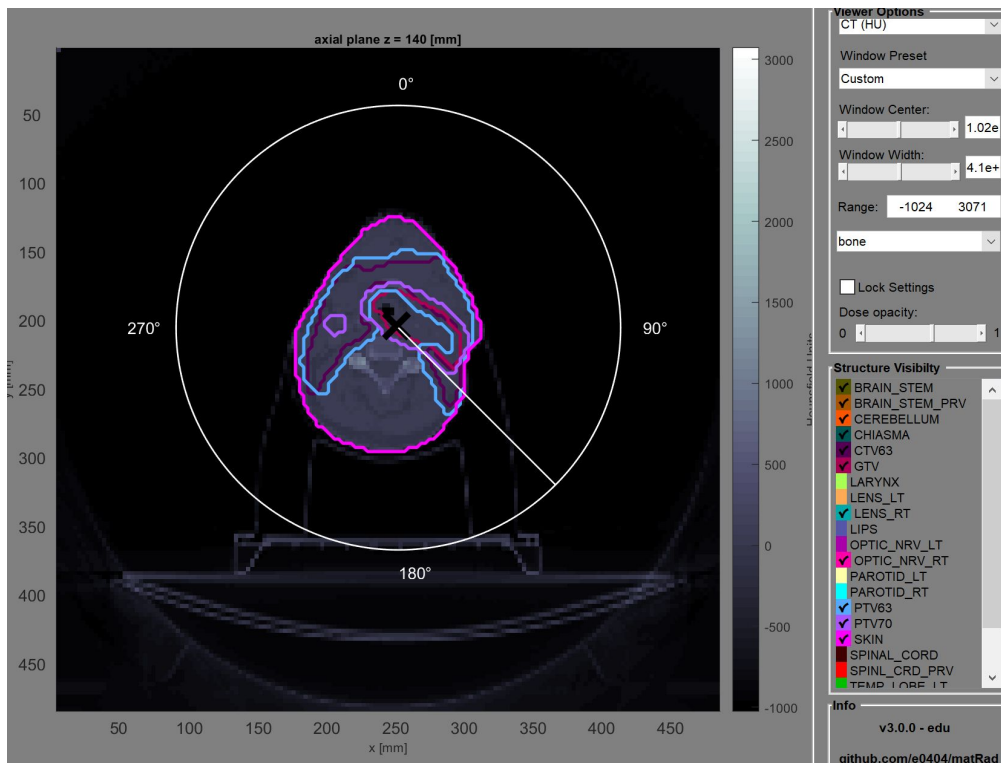 axial plane z = 140 [mm]
0°
90°
180°
270°
50
100
150
200
250
300
350
400
450
y [mm]
50
100
150
200
250
300
350
400
450
x [mm]
3000
2500
2000
1500
1000
500
0
-500
-1000
Hounsfield Units
Viewer Options
CT (HU)
Window Preset
Custom
Window Center:
1.02e
Window Width:
4.1e+
Range: -1024 3071
bone
Lock Settings
Dose opacity:
0 1
Structure Visibilty
BRAIN_STEM
BRAIN_STEM_PRV
CEREBELLUM
CHIASMA
CTV63
GTV
LARYNX
LENS_LT
LENS_RT
LIPS
OPTIC_NRV_LT
OPTIC_NRV_RT
PAROTID_LT
PAROTID_RT
PTV63
PTV70
SKIN
SPINAL_CORD
SPINL_CRD_PRV
TEMP_LOBE_LT
Info
v3.0.0 - edu
github.com/e0404/matRad